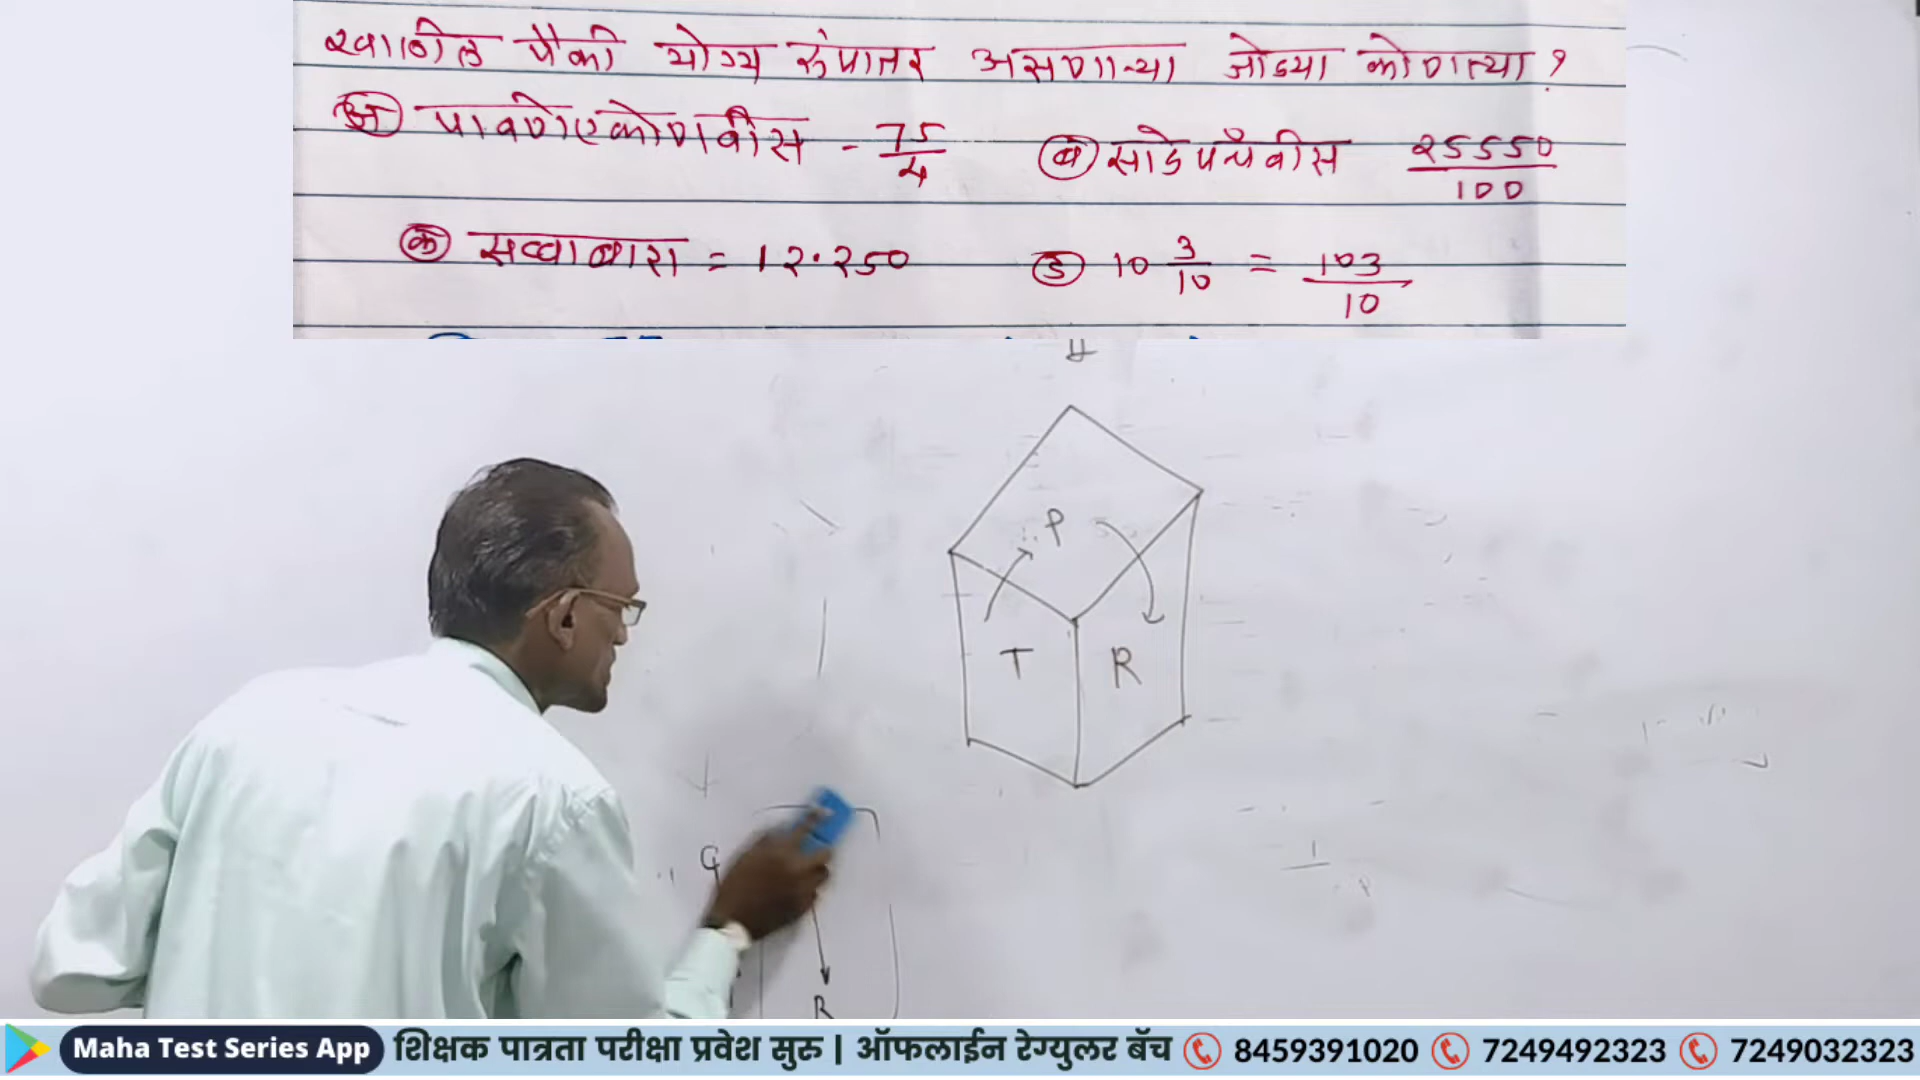 खालील पैकी योग्य रुपांतर असणाऱ्या जोड्या कोणत्या ?
अ पावणेएकोणवीस - 75/4 ब साडेपंचवीस 25550/100
क सव्वाबारा = 12.250 ड 10 3/10 = 103/10
P
T R
G
R
Maha Test Series App शिक्षक पात्रता परीक्षा प्रवेश सुरु | ऑफलाईन रेग्युलर बॅच 8459391020 7249492323 7249032323